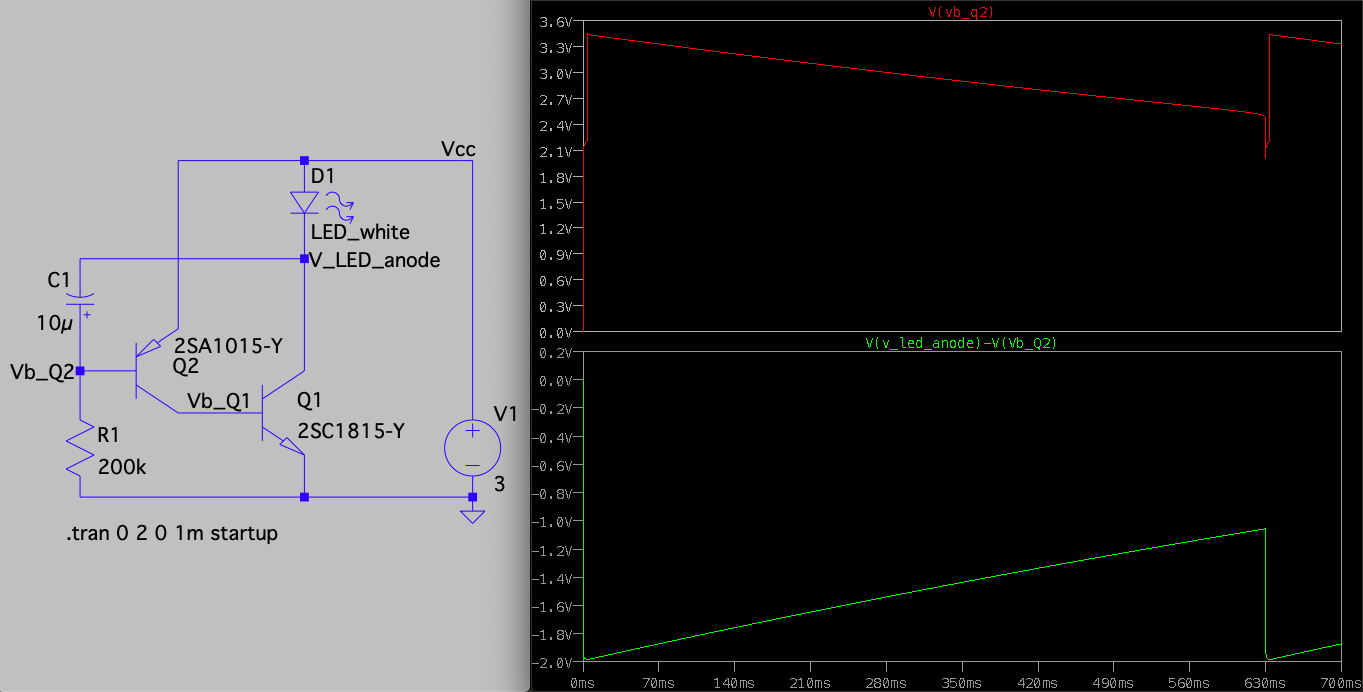 Vcc
D1
LED_white
V_LED_anode
C1
+
10µ
2SA1015-Y
Q2
Vb_Q2
Vb_Q1
Q1
2SC1815-Y
V1
R1
200k
+
−
3
.tran 0 2 0 1m startup
V(vb_q2)
3.6V
3.3V
3.0V
2.7V
2.4V
2.1V
1.8V
1.5V
1.2V
0.9V
0.6V
0.3V
0.0V
V(v_led_anode)-V(Vb_Q2)
0.2V
0.0V
-0.2V
-0.4V
-0.6V
-0.8V
-1.0V
-1.2V
-1.4V
-1.6V
-1.8V
-2.0V
0ms 70ms 140ms 210ms 280ms 350ms 420ms 490ms 560ms 630ms 700ms